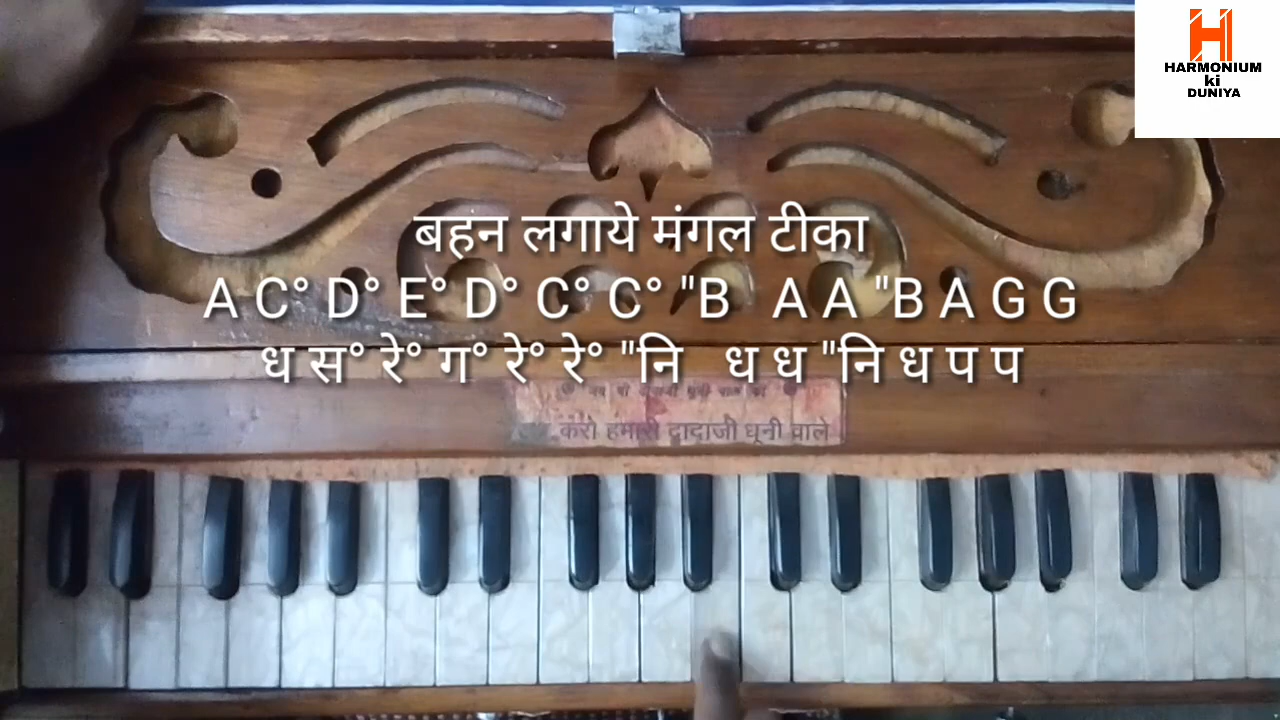 HARMONIUM
ki
DUNIYA
बहन लगाये मंगल टीका
A C° D° E° D° C° C° "B A A "B A G G
ध स° रे° ग° रे° रे° "नि ध ध "नि ध प प
करो हमारी दादाजी धूनी वाले